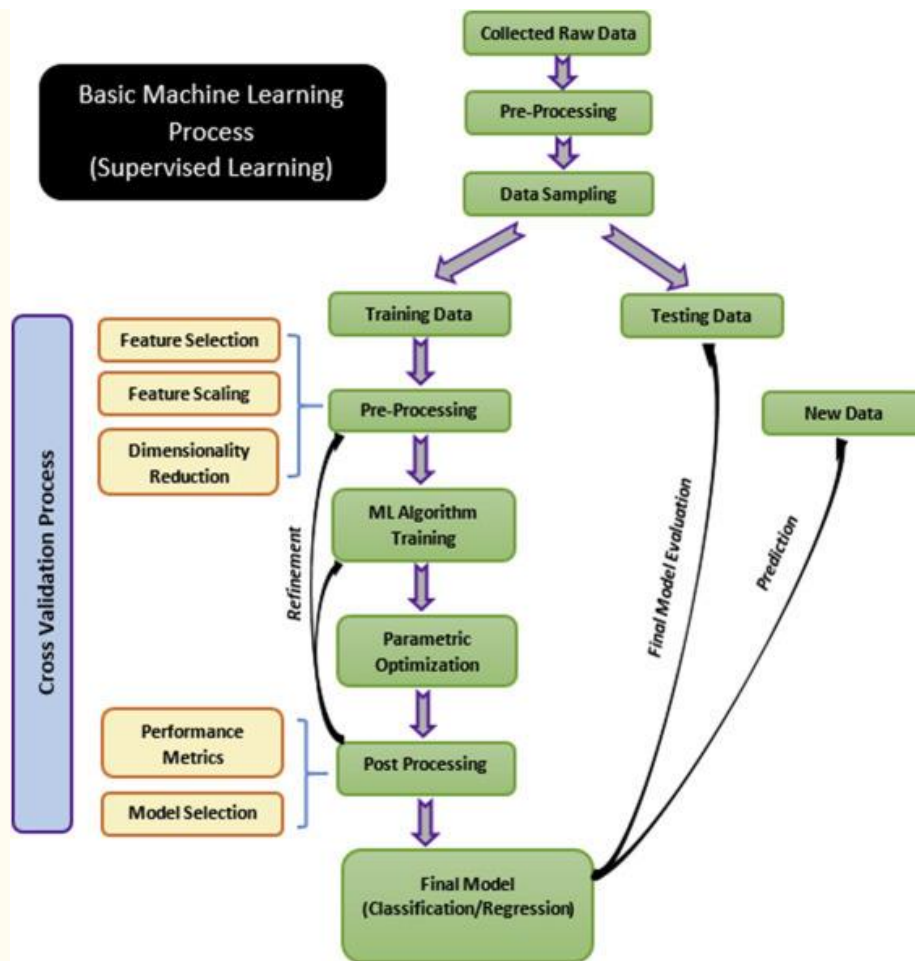 Collected Raw Data
Basic Machine Learning
Process
(Supervised Learning)
Pre-Processing
Data Sampling
Training Data
Testing Data
Feature Selection
Feature Scaling
Dimensionality
Reduction
Pre-Processing
New Data
ML Algorithm
Training
Refinement
Final Model Evaluation
Prediction
Cross Validation Process
Parametric
Optimization
Performance
Metrics
Model Selection
Post Processing
Final Model
(Classification/Regression)